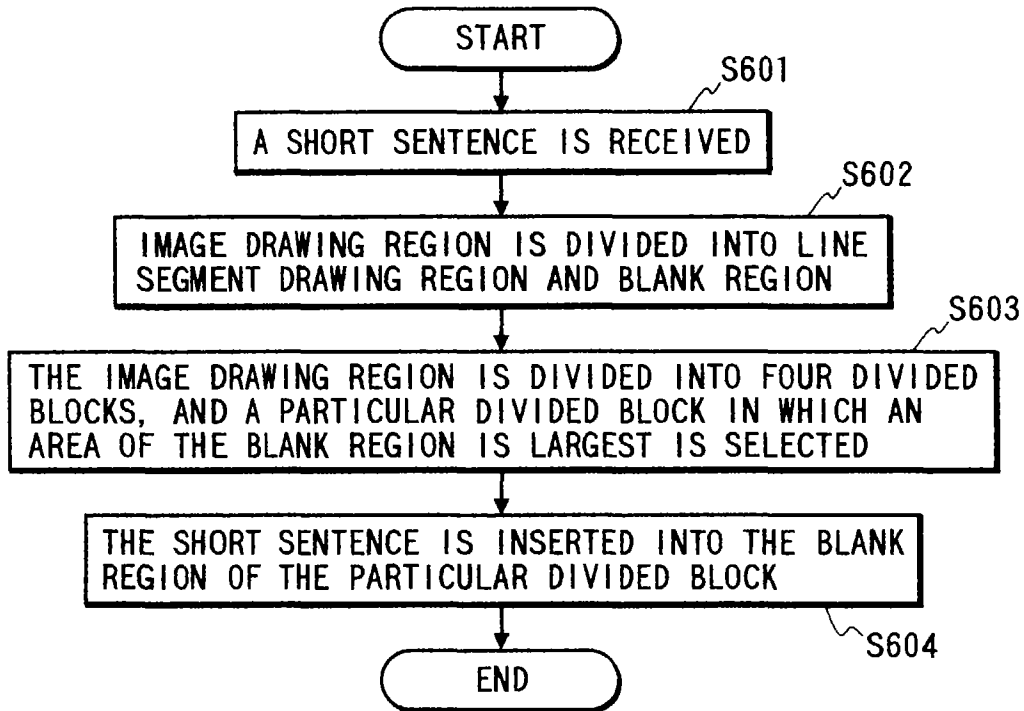 START
S601
A SHORT SENTENCE IS RECEIVED
S602
IMAGE DRAWING REGION IS DIVIDED INTO LINE
SEGMENT DRAWING REGION AND BLANK REGION
S603
THE IMAGE DRAWING REGION IS DIVIDED INTO FOUR DIVIDED
BLOCKS, AND A PARTICULAR DIVIDED BLOCK IN WHICH AN
AREA OF THE BLANK REGION IS LARGEST IS SELECTED
THE SHORT SENTENCE IS INSERTED INTO THE BLANK
REGION OF THE PARTICULAR DIVIDED BLOCK
S604
END